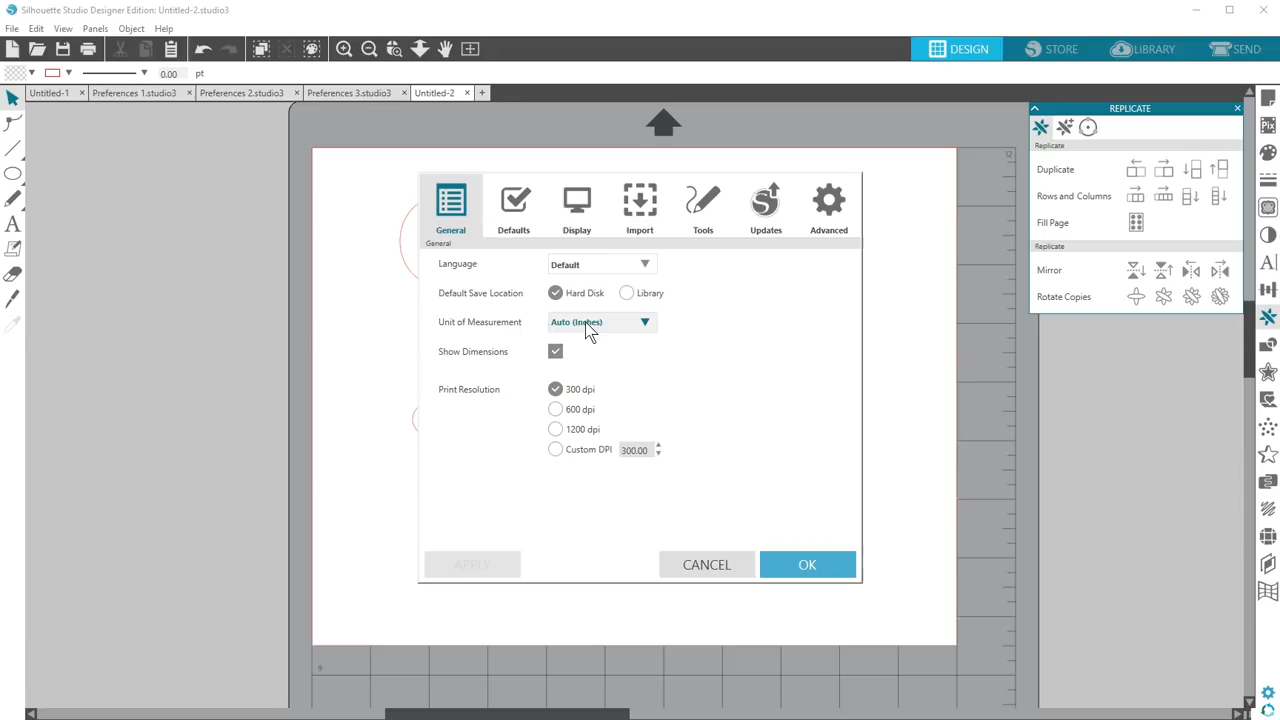 Silhouette Studio Designer Edition: Untitled-2.studio3
File Edit View Panels Object Help
DESIGN STORE LIBRARY SEND
0.00 pt
Untitled-1 × Preferences 1.studio3 × Preferences 2.studio3 × Preferences 3.studio3 × Untitled-2 × +
REPLICATE
Replicate
Duplicate
Rows and Columns
Fill Page
Replicate
Mirror
Rotate Copies
12
General Defaults Display Import Tools Updates Advanced
General
Language Default
Default Save Location Hard Disk Library
Unit of Measurement Auto (Inches)
Show Dimensions
Print Resolution 300 dpi
600 dpi
1200 dpi
Custom DPI 300.00
APPLY CANCEL OK
9